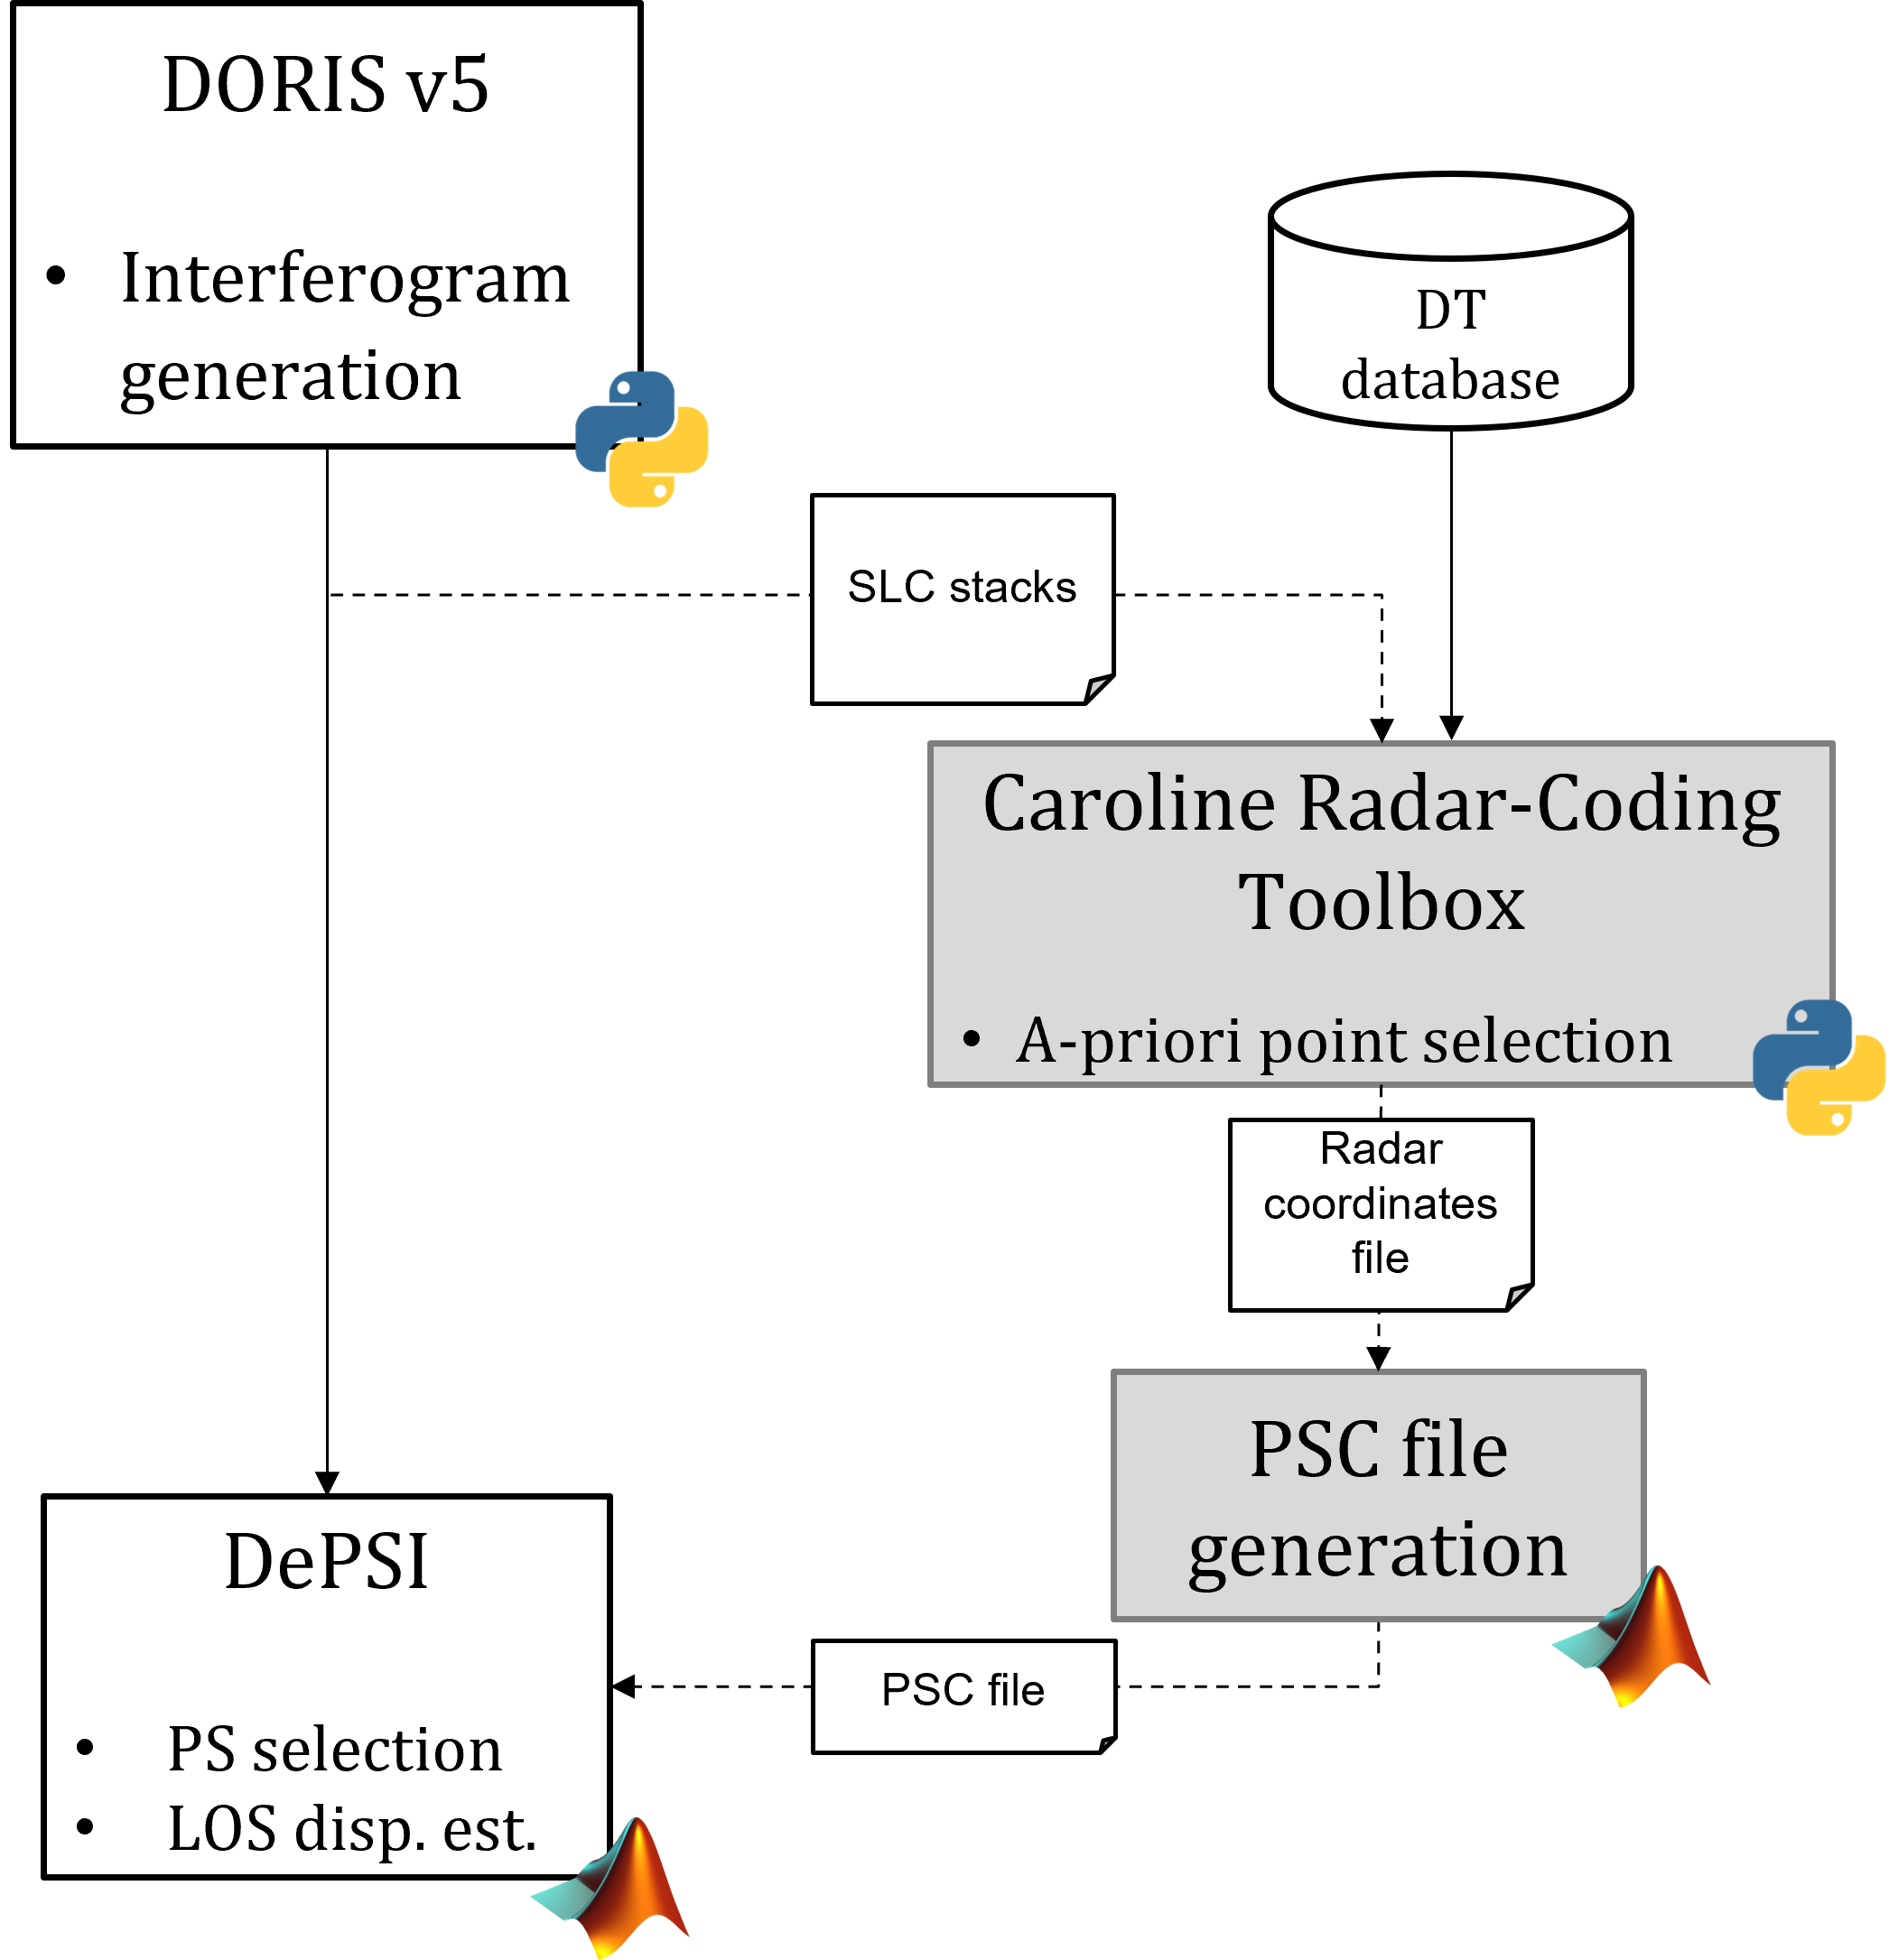 DORIS v5
• Interferogram
generation
DT
database
SLC stacks
Caroline Radar-Coding
Toolbox
• A-priori point selection
Radar
coordinates
file
PSC file
generation
PSC file
DePSI
• PS selection
• LOS disp. est.